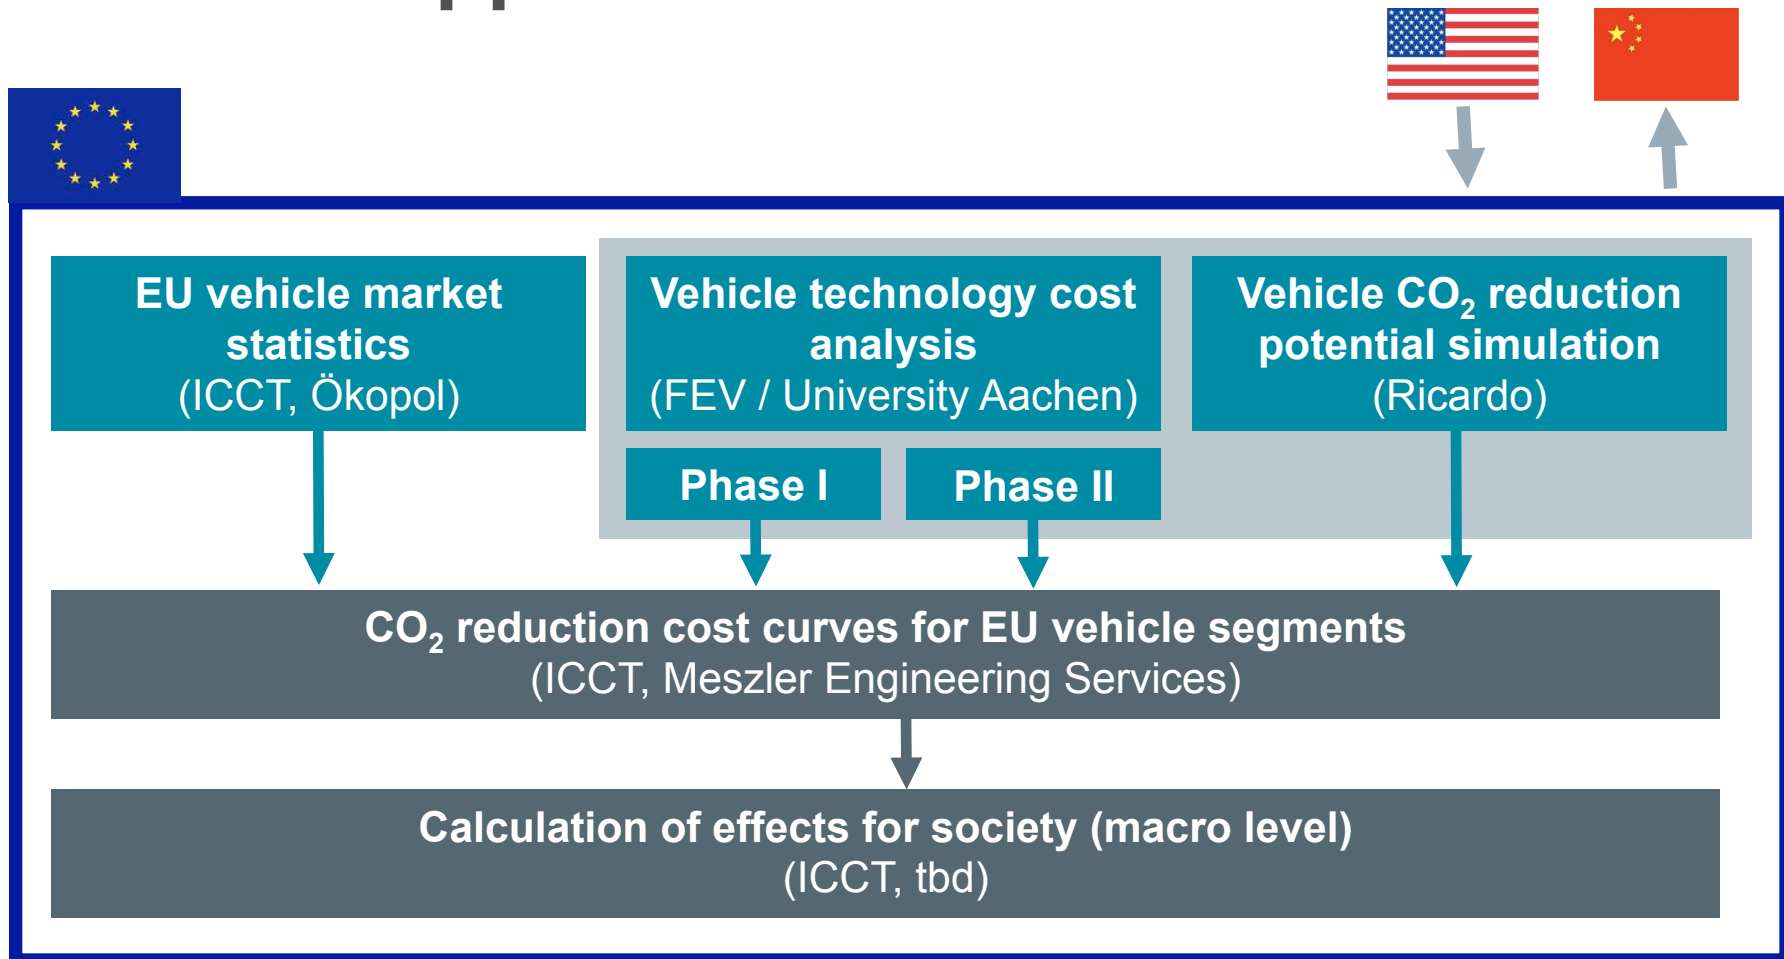 EU vehicle market
statistics
(ICCT, Ökopol)
Vehicle technology cost
analysis
(FEV / University Aachen)
Vehicle CO₂ reduction
potential simulation
(Ricardo)
Phase I
Phase II
CO₂ reduction cost curves for EU vehicle segments
(ICCT, Meszler Engineering Services)
Calculation of effects for society (macro level)
(ICCT, tbd)